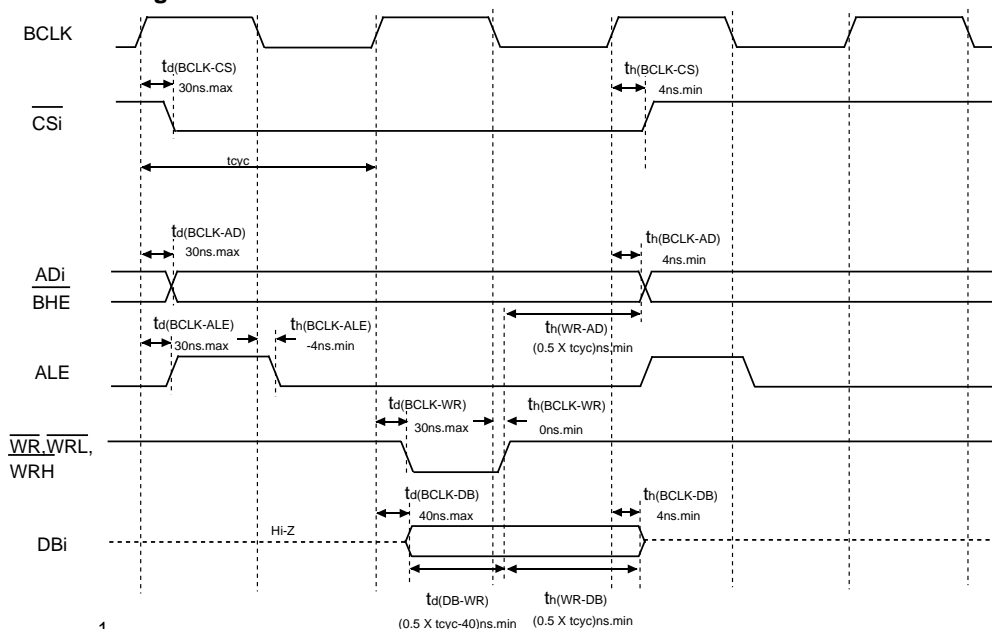 BCLK
td(BCLK-CS)
30ns.max
th(BCLK-CS)
4ns.min
CSi
tcyc
td(BCLK-AD)
30ns.max
th(BCLK-AD)
4ns.min
ADi
BHE
td(BCLK-ALE)
30ns.max
th(BCLK-ALE)
-4ns.min
th(WR-AD)
(0.5 X tcyc)ns.min
ALE
td(BCLK-WR)
30ns.max
th(BCLK-WR)
0ns.min
WR,WRL,
WRH
td(BCLK-DB)
40ns.max
th(BCLK-DB)
4ns.min
Hi-Z
DBi
td(DB-WR)
(0.5 X tcyc-40)ns.min
th(WR-DB)
(0.5 X tcyc)ns.min
1